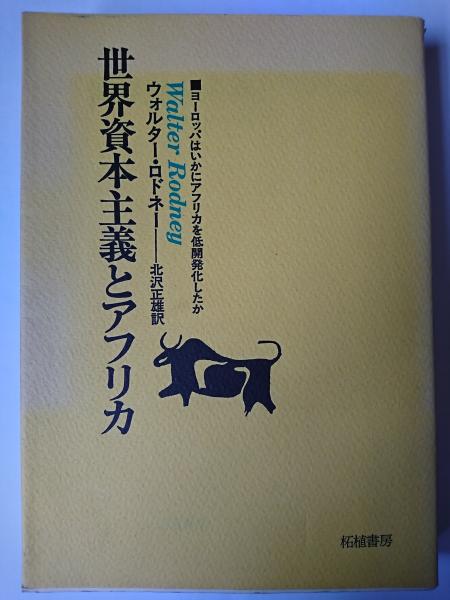 ■ヨーロッパはいかにアフリカを低開発化したか
Walter Rodney
ウォルター・ロドネー──北沢正雄訳
世界資本主義とアフリカ
柘植書房